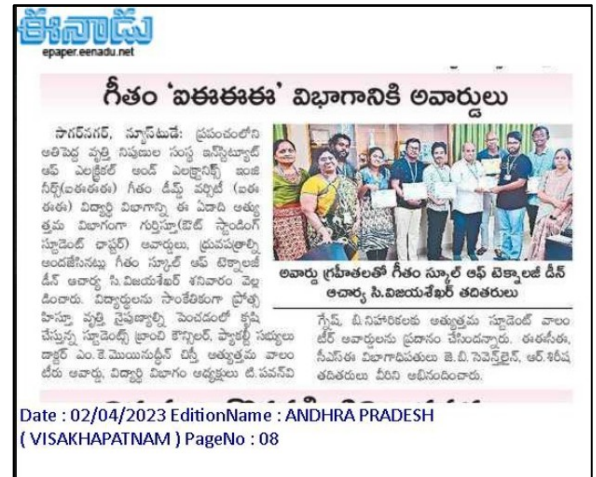 ఈనాడు
epaper.eenadu.net
గీతం 'ఐఈఈఈ' విభాగానికి అవార్డులు
సాగర్‌నగర్, న్యూస్‌టుడే: ప్రపంచంలోని
అతిపెద్ద వృత్తి నిపుణుల సంస్థ ఇన్‌స్టిట్యూట్
ఆఫ్ ఎలక్ట్రికల్ అండ్ ఎలక్ట్రానిక్స్ ఇంజి
నీర్స్(ఐఈఈఈ) గీతం డీమ్డ్ వర్సిటీ (ఐఈ
ఈఈ) విద్యార్థి విభాగాన్ని ఈ ఏడాది అత్యు
త్తమ విభాగంగా గుర్తిస్తూ(ఔట్ స్టాండింగ్
స్టూడెంట్ ఛాప్టర్) అవార్డులు, ధ్రువపత్రాల్ని
అందజేసినట్లు గీతం స్కూల్ ఆఫ్ టెక్నాలజీ
డీన్ ఆచార్య సి.విజయశేఖర్ శనివారం వెల్ల
డించారు. విద్యార్థులను సాంకేతికంగా ప్రోత్స
హిస్తూ వృత్తి నైపుణ్యాల్ని పెంచడంలో కృషి
చేస్తున్న స్టూడెంట్స్ బ్రాంచి కౌన్సిలర్, ఫ్యాకల్టీ సభ్యులు
డాక్టర్ ఎం.కె.మొయినుద్దీన్ చిస్తీ అత్యుత్తమ వాలం
టీరు అవార్డు, విద్యార్థి విభాగం అధ్యక్షులు టి.పవన్‌వి
అవార్డు గ్రహీతలతో గీతం స్కూల్ ఆఫ్ టెక్నాలజీ డీన్
ఆచార్య సి.విజయశేఖర్ తదితరులు
గ్నేష్, బి.నిహారికలకు అత్యుత్తమ స్టూడెంట్ వాలం
టీర్ అవార్డులను ప్రదానం చేసిందన్నారు. ఈఈసీఈ,
సీఎస్ఈ విభాగాధిపతులు జె.బి.సెవెన్త్‌లైన్, ఆర్.శిరీష
తదితరులు వీరిని అభినందించారు.
Date : 02/04/2023 EditionName : ANDHRA PRADESH
( VISAKHAPATNAM ) PageNo : 08